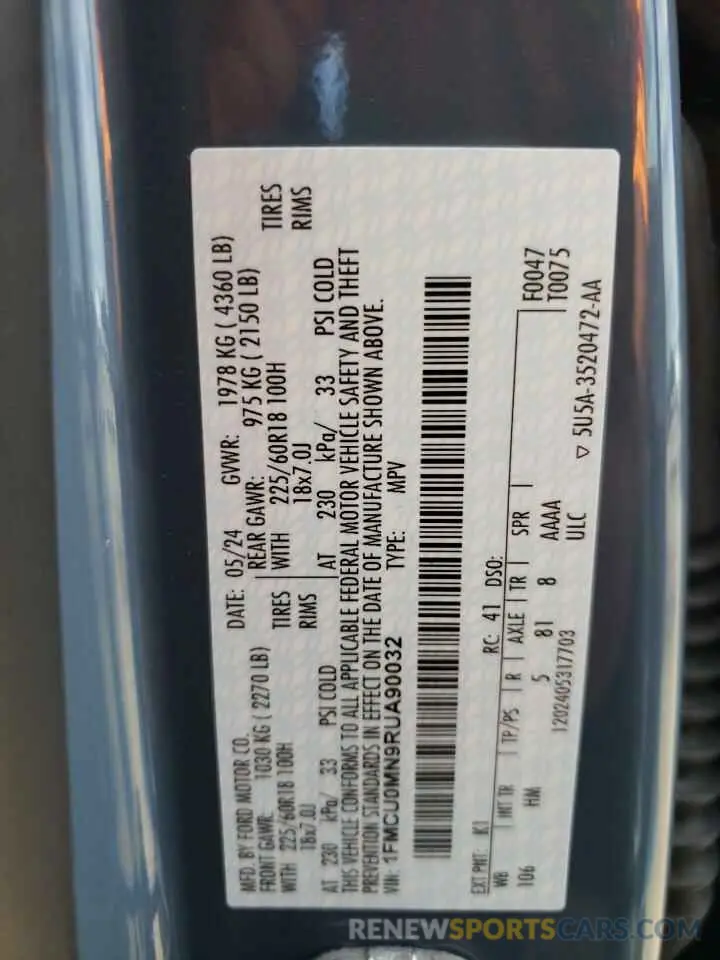 MFD. BY FORD MOTOR CO.
DATE: 05/24 GVWR: 1978 KG ( 4360 LB)
FRONT GAWR: 1030 KG ( 2270 LB) REAR GAWR: 975 KG ( 2150 LB)
WITH 225/60R18 100H TIRES WITH 225/60R18 100H TIRES
18x7.0J RIMS 18x7.0J RIMS
AT 230 kPa/ 33 PSI COLD AT 230 kPa/ 33 PSI COLD
THIS VEHICLE CONFORMS TO ALL APPLICABLE FEDERAL MOTOR VEHICLE SAFETY AND THEFT
PREVENTION STANDARDS IN EFFECT ON THE DATE OF MANUFACTURE SHOWN ABOVE.
VIN: 1FMCU0MN9RUA90032 TYPE: MPV
EXT PNT: K1 RC: 41 DSO: F0047
WB INT TR TP/PS R AXLE TR SPR T0075
106 HM 5 81 8 AAAA
ULC
1202405317703 5U5A-3520472-AA
RENEWSPORTSCARS.COM